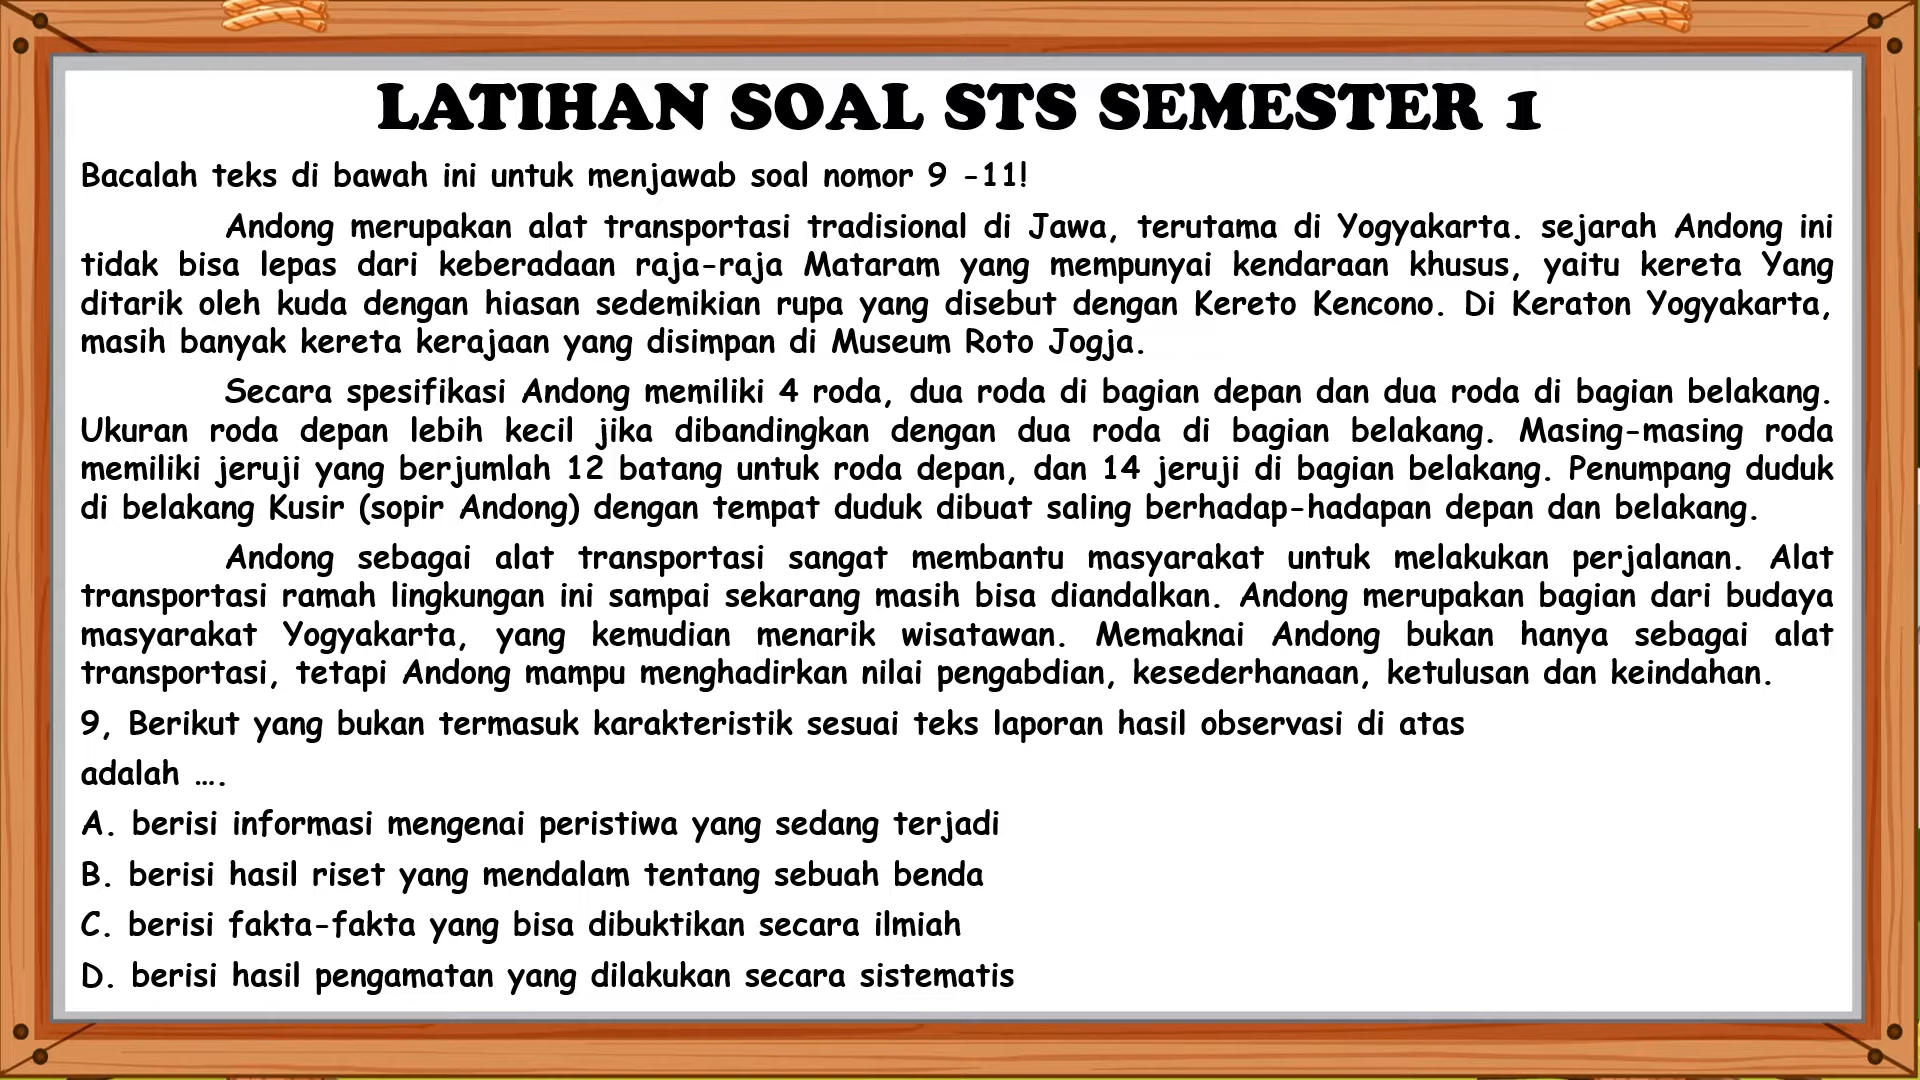 LATIHAN SOAL STS SEMESTER 1
Bacalah teks di bawah ini untuk menjawab soal nomor 9 -11!
Andong merupakan alat transportasi tradisional di Jawa, terutama di Yogyakarta. sejarah Andong ini
tidak bisa lepas dari keberadaan raja-raja Mataram yang mempunyai kendaraan khusus, yaitu kereta Yang
ditarik oleh kuda dengan hiasan sedemikian rupa yang disebut dengan Kereto Kencono. Di Keraton Yogyakarta,
masih banyak kereta kerajaan yang disimpan di Museum Roto Jogja.
Secara spesifikasi Andong memiliki 4 roda, dua roda di bagian depan dan dua roda di bagian belakang.
Ukuran roda depan lebih kecil jika dibandingkan dengan dua roda di bagian belakang. Masing-masing roda
memiliki jeruji yang berjumlah 12 batang untuk roda depan, dan 14 jeruji di bagian belakang. Penumpang duduk
di belakang Kusir (sopir Andong) dengan tempat duduk dibuat saling berhadap-hadapan depan dan belakang.
Andong sebagai alat transportasi sangat membantu masyarakat untuk melakukan perjalanan. Alat
transportasi ramah lingkungan ini sampai sekarang masih bisa diandalkan. Andong merupakan bagian dari budaya
masyarakat Yogyakarta, yang kemudian menarik wisatawan. Memaknai Andong bukan hanya sebagai alat
transportasi, tetapi Andong mampu menghadirkan nilai pengabdian, kesederhanaan, ketulusan dan keindahan.
9, Berikut yang bukan termasuk karakteristik sesuai teks laporan hasil observasi di atas
adalah ....
A. berisi informasi mengenai peristiwa yang sedang terjadi
B. berisi hasil riset yang mendalam tentang sebuah benda
C. berisi fakta-fakta yang bisa dibuktikan secara ilmiah
D. berisi hasil pengamatan yang dilakukan secara sistematis